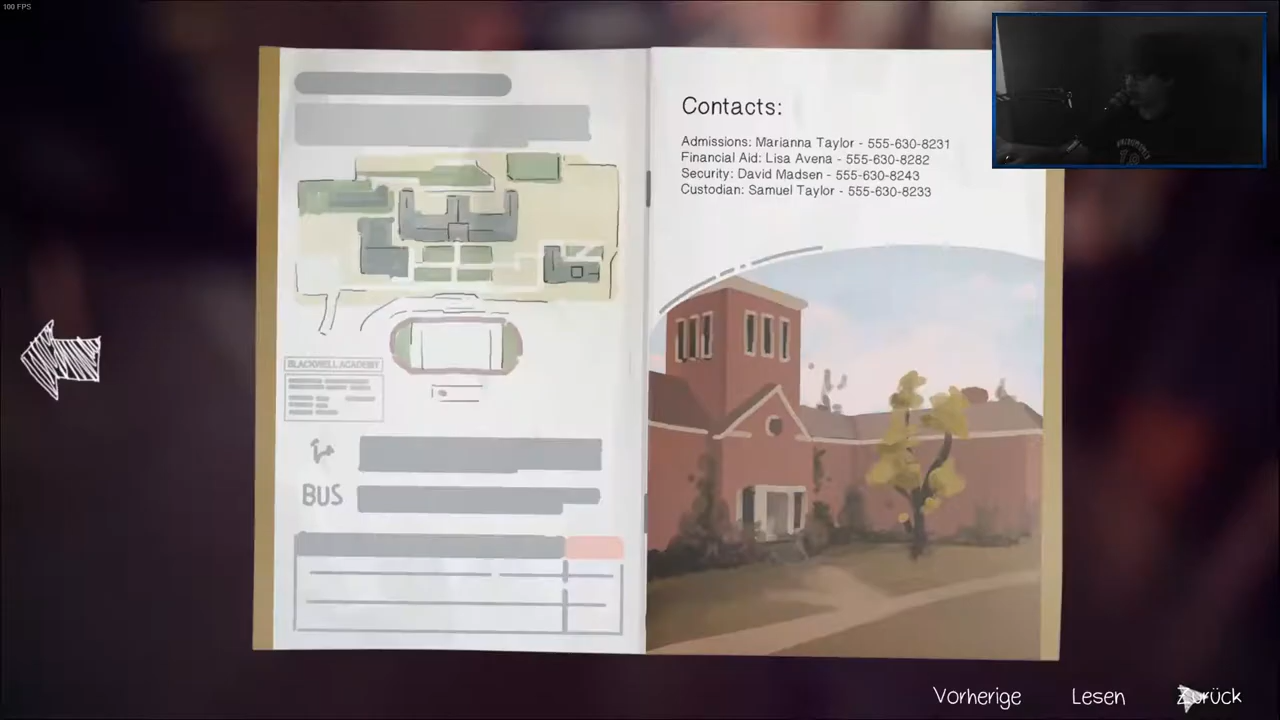 100 FPS
Contacts:
Admissions: Marianna Taylor - 555-630-8231
Financial Aid: Lisa Avena - 555-630-8282
Security: David Madsen - 555-630-8243
Custodian: Samuel Taylor - 555-630-8233
BLACKWELL ACADEMY
BUS
Vorherige
Lesen
Zurück